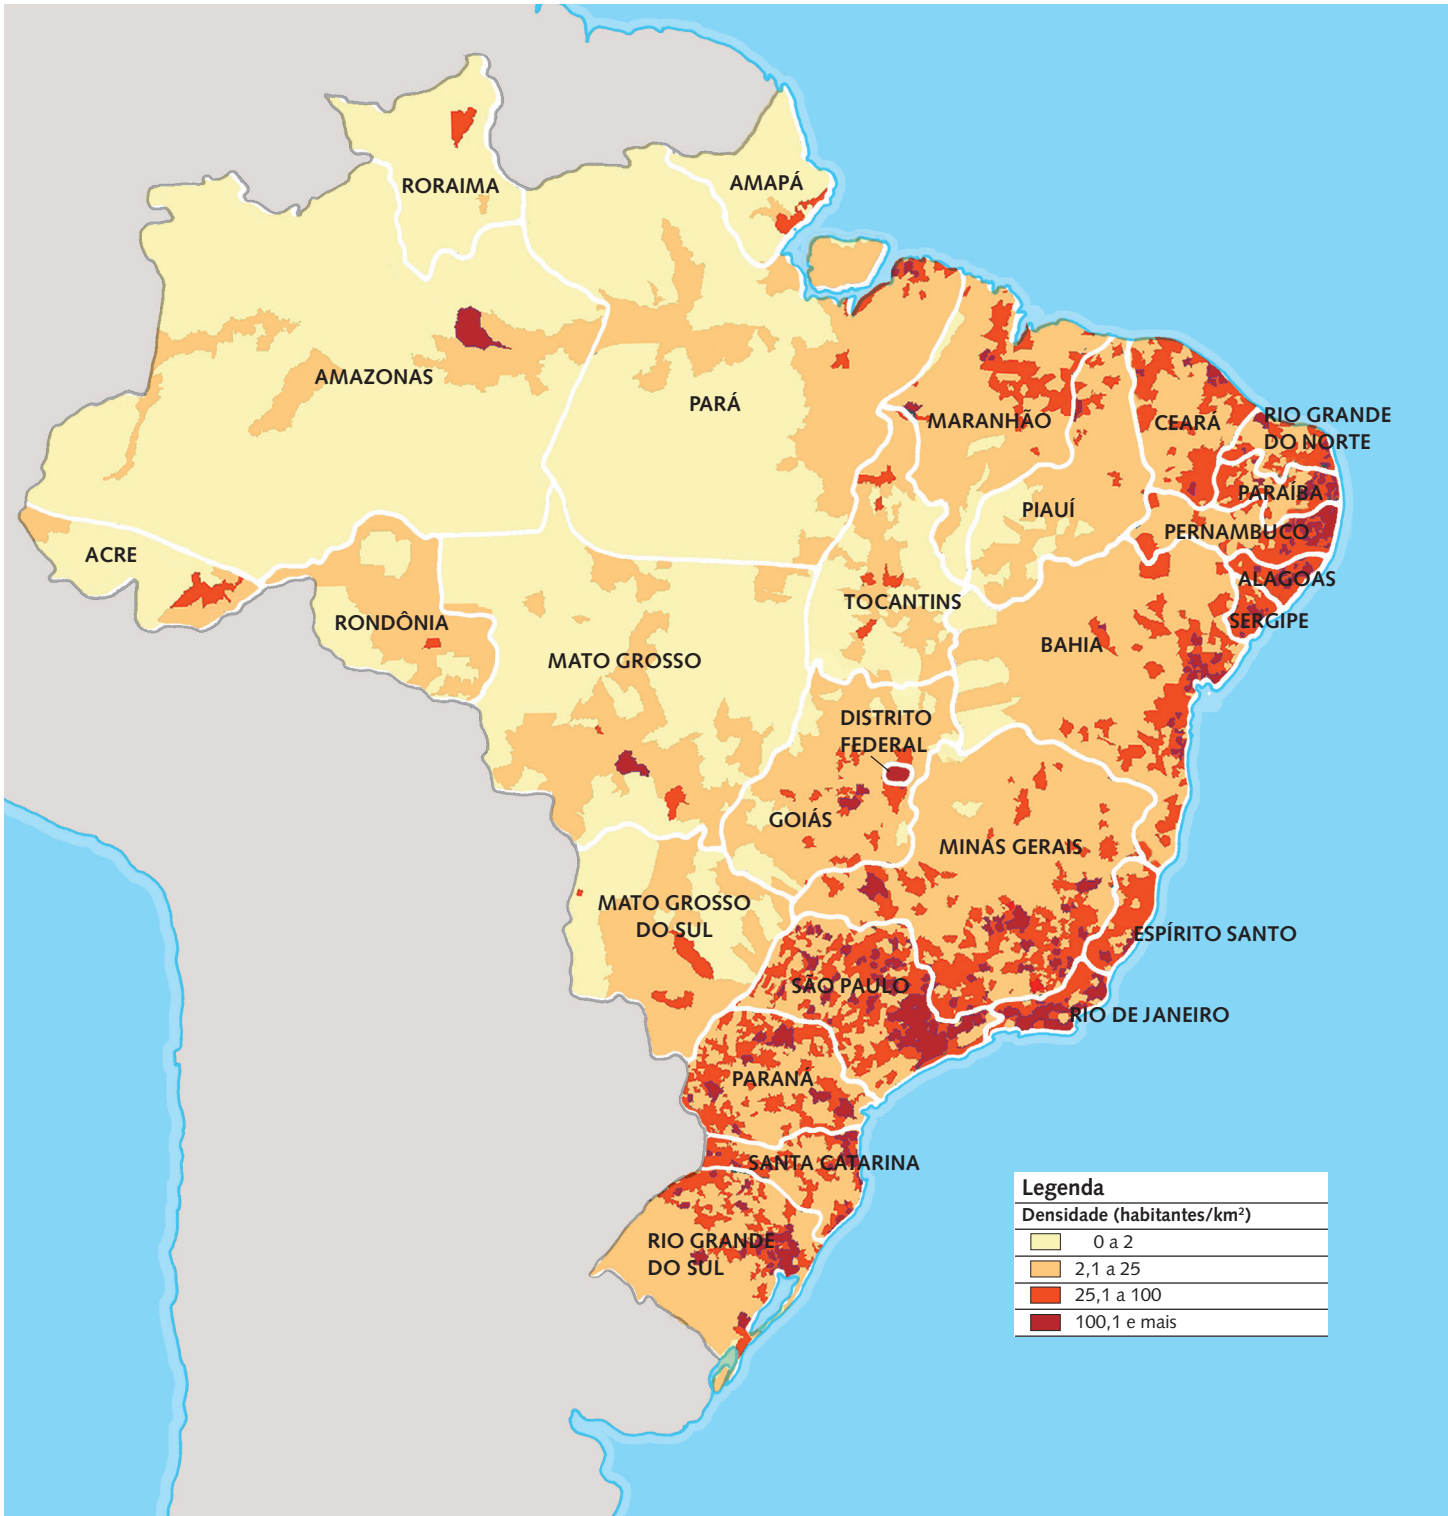 RORAIMA
AMAPÁ
AMAZONAS
PARÁ
MARANHÃO
CEARÁ
RIO GRANDE
DO NORTE
PARAÍBA
PIAUÍ
PERNAMBUCO
ACRE
ALAGOAS
TOCANTINS
SERGIPE
RONDÔNIA
BAHIA
MATO GROSSO
DISTRITO
FEDERAL
GOIÁS
MINAS GERAIS
MATO GROSSO
DO SUL
ESPÍRITO SANTO
SÃO PAULO
RIO DE JANEIRO
PARANÁ
SANTA CATARINA
RIO GRANDE
DO SUL
Legenda
Densidade (habitantes/km²)
0 a 2
2,1 a 25
25,1 a 100
100,1 e mais